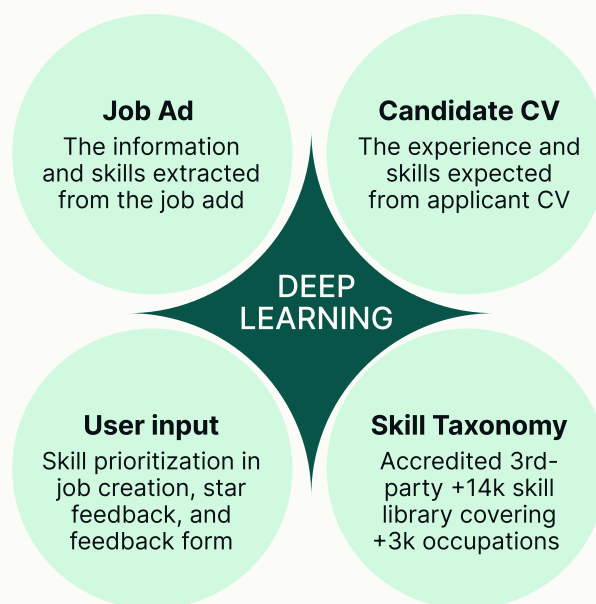 Job Ad
The information
and skills extracted
from the job add
Candidate CV
The experience and
skills expected
from applicant CV
DEEP
LEARNING
User input
Skill prioritization in
job creation, star
feedback, and
feedback form
Skill Taxonomy
Accredited 3rd-
party +14k skill
library covering
+3k occupations